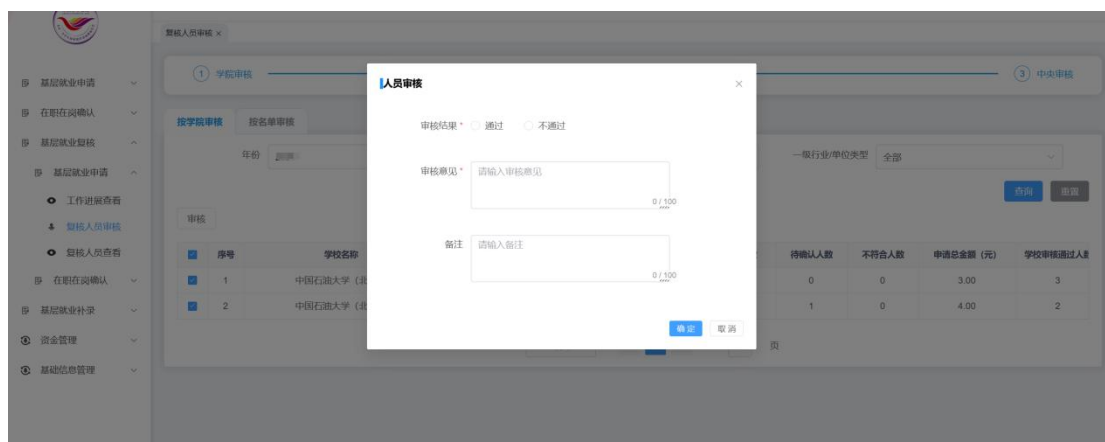 复核人员审核 ×
基层就业申请
在职在岗确认
基层就业复核
基层就业申请
工作进展查看
复核人员审核
复核人员查看
在职在岗确认
基层就业补录
资金管理
基础信息管理
1 学院审核
3 中央审核
按学院审核 按名单审核
年份
一级行业/单位类型 全部
查询 重置
审核
序号 学校名称 待确认人数 不符合人数 申请总金额（元） 学校审核通过人数
1 中国石油大学（北 0 0 3.00 3
2 中国石油大学（北 1 0 4.00 2
页
人员审核 ×
审核结果 * 通过 不通过
审核意见 * 请输入审核意见
0 / 100
备注 请输入备注
0 / 100
确定 取消